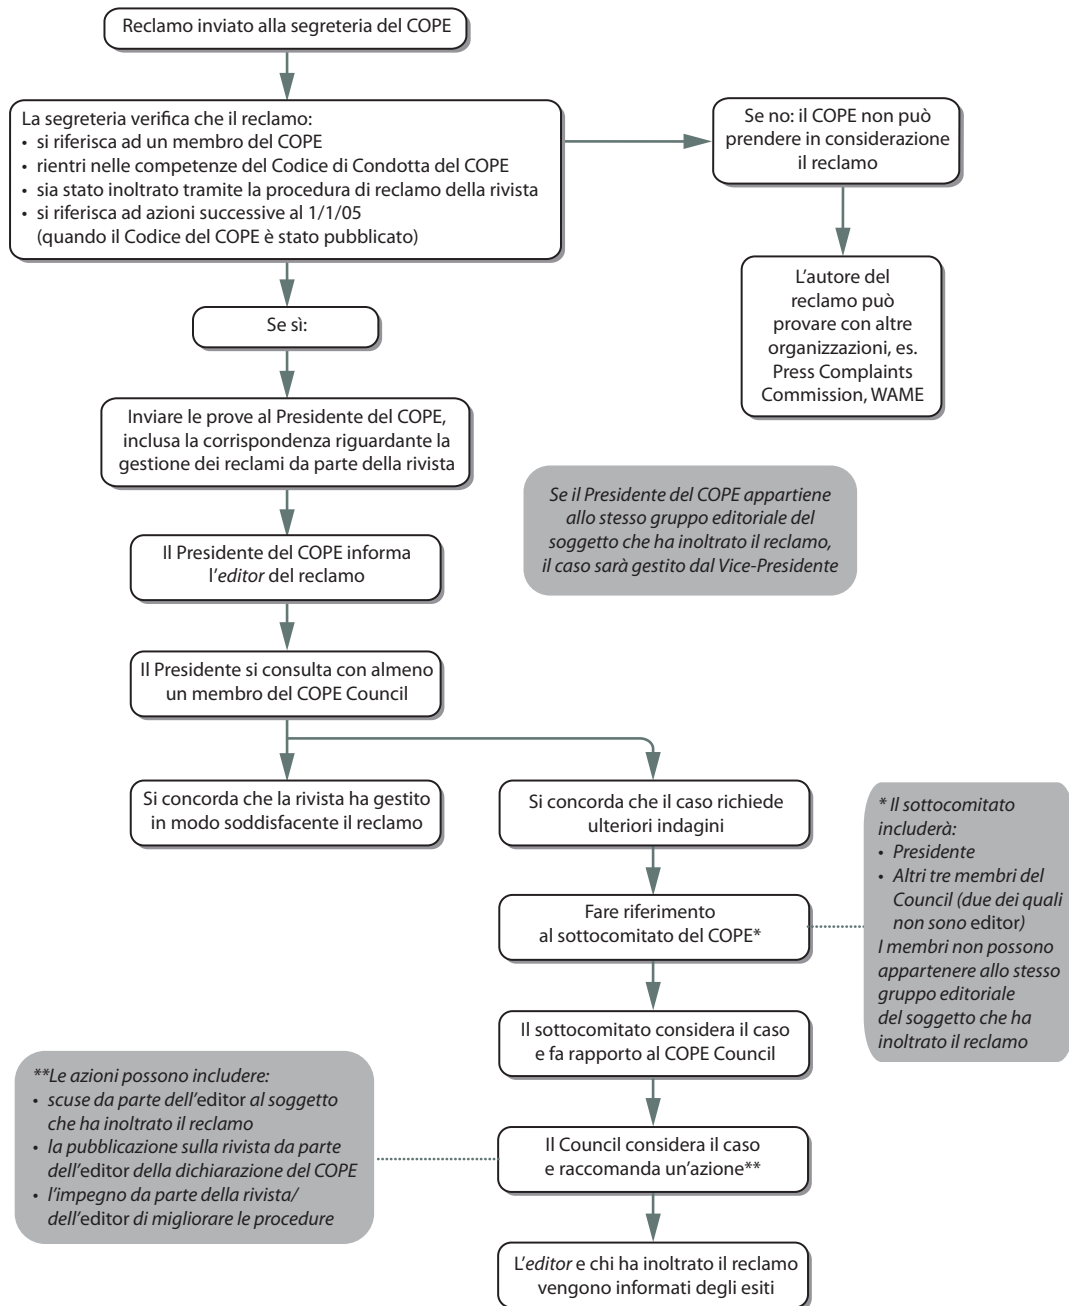 Reclamo inviato alla segreteria del COPE
La segreteria verifica che il reclamo:
• si riferisca ad un membro del COPE
• rientri nelle competenze del Codice di Condotta del COPE
• sia stato inoltrato tramite la procedura di reclamo della rivista
• si riferisca ad azioni successive al 1/1/05
(quando il Codice del COPE è stato pubblicato)
Se no: il COPE non può
prendere in considerazione
il reclamo
L'autore del
reclamo può
provare con altre
organizzazioni, es.
Press Complaints
Commission, WAME
Se sì:
Inviare le prove al Presidente del COPE,
inclusa la corrispondenza riguardante la
gestione dei reclami da parte della rivista
Se il Presidente del COPE appartiene
allo stesso gruppo editoriale del
soggetto che ha inoltrato il reclamo,
il caso sarà gestito dal Vice-Presidente
Il Presidente del COPE informa
l'editor del reclamo
Il Presidente si consulta con almeno
un membro del COPE Council
Si concorda che la rivista ha gestito
in modo soddisfacente il reclamo
Si concorda che il caso richiede
ulteriori indagini
* Il sottocomitato
includerà:
• Presidente
• Altri tre membri del
Council (due dei quali
non sono editor)
I membri non possono
appartenere allo stesso
gruppo editoriale
del soggetto che ha
inoltrato il reclamo
Fare riferimento
al sottocomitato del COPE*
Il sottocomitato considera il caso
e fa rapporto al COPE Council
**Le azioni possono includere:
• scuse da parte dell'editor al soggetto
che ha inoltrato il reclamo
• la pubblicazione sulla rivista da parte
dell'editor della dichiarazione del COPE
• l'impegno da parte della rivista/
dell'editor di migliorare le procedure
Il Council considera il caso
e raccomanda un'azione**
L'editor e chi ha inoltrato il reclamo
vengono informati degli esiti